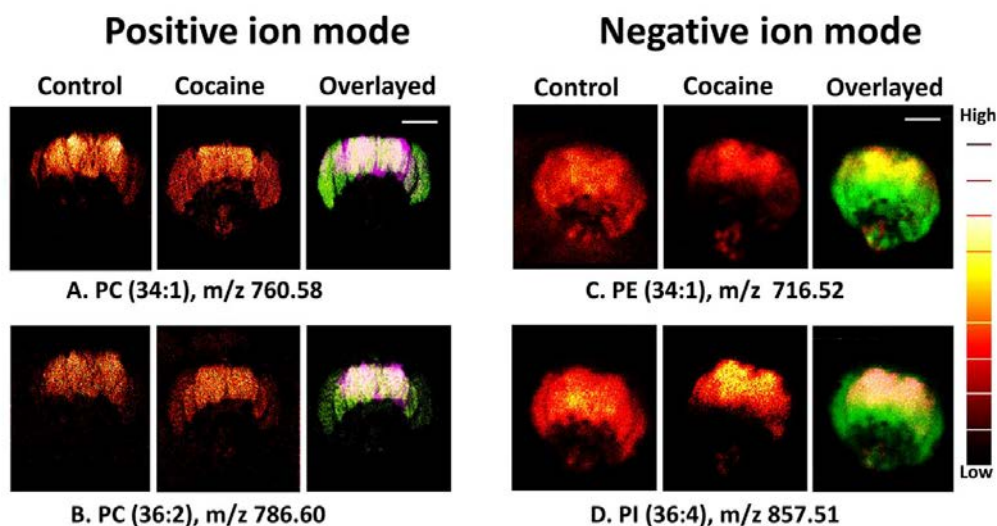 Positive ion mode
Negative ion mode
Control Cocaine Overlayed
Control Cocaine Overlayed
High
A. PC (34:1), m/z 760.58
C. PE (34:1), m/z 716.52
Low
B. PC (36:2), m/z 786.60
D. PI (36:4), m/z 857.51